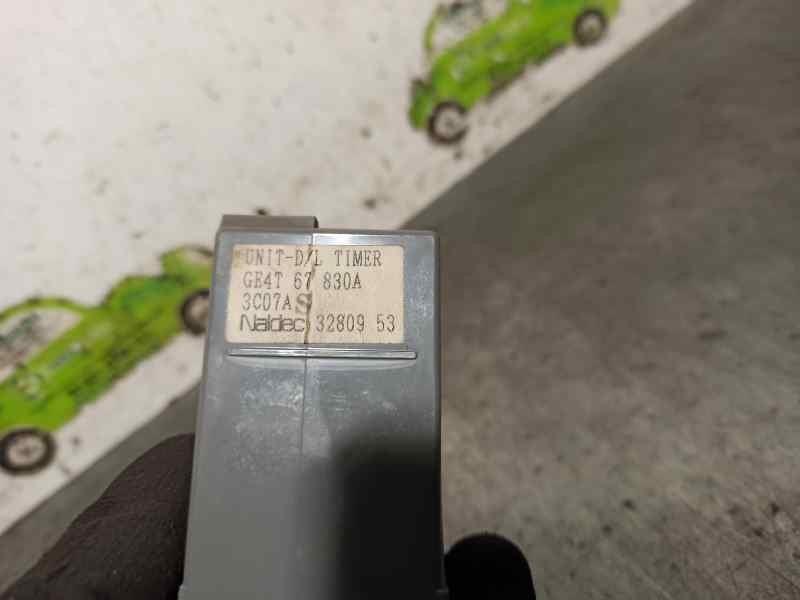 UNIT-D/L TIMER
GE4T 67 830A
3C07A S
Naldec 32809 53